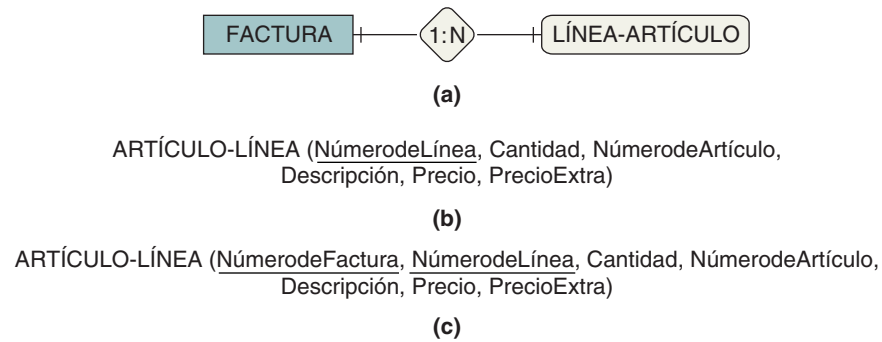 FACTURA 1:N LÍNEA-ARTÍCULO
(a)
ARTÍCULO-LÍNEA (NúmerodeLínea, Cantidad, NúmerodeArtículo,
Descripción, Precio, PrecioExtra)
(b)
ARTÍCULO-LÍNEA (NúmerodeFactura, NúmerodeLínea, Cantidad, NúmerodeArtículo,
Descripción, Precio, PrecioExtra)
(c)